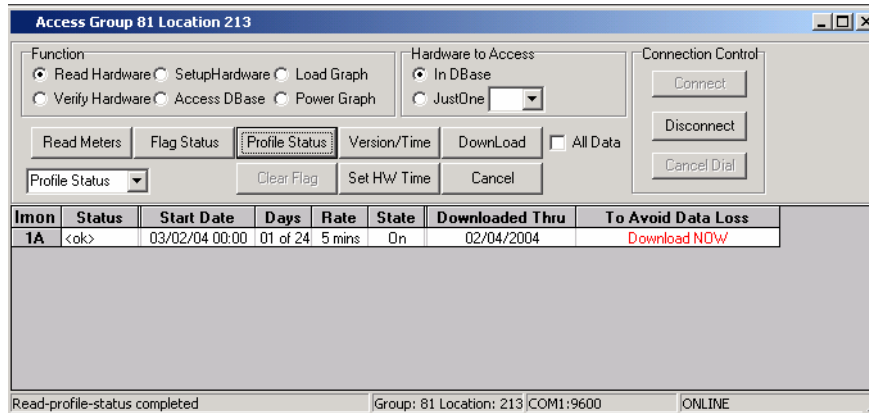 Access Group 81 Location 213
Function
Read Hardware SetupHardware Load Graph
Verify Hardware Access DBase Power Graph
Hardware to Access
In DBase
JustOne
Connection Control
Connect
Disconnect
Cancel Dial
Read Meters Flag Status Profile Status Version/Time DownLoad All Data
Profile Status Clear Flag Set HW Time Cancel
Imon Status Start Date Days Rate State Downloaded Thru To Avoid Data Loss
1A <ok> 03/02/04 00:00 01 of 24 5 mins On 02/04/2004 Download NOW
Read-profile-status completed Group: 81 Location: 213 COM1:9600 ONLINE